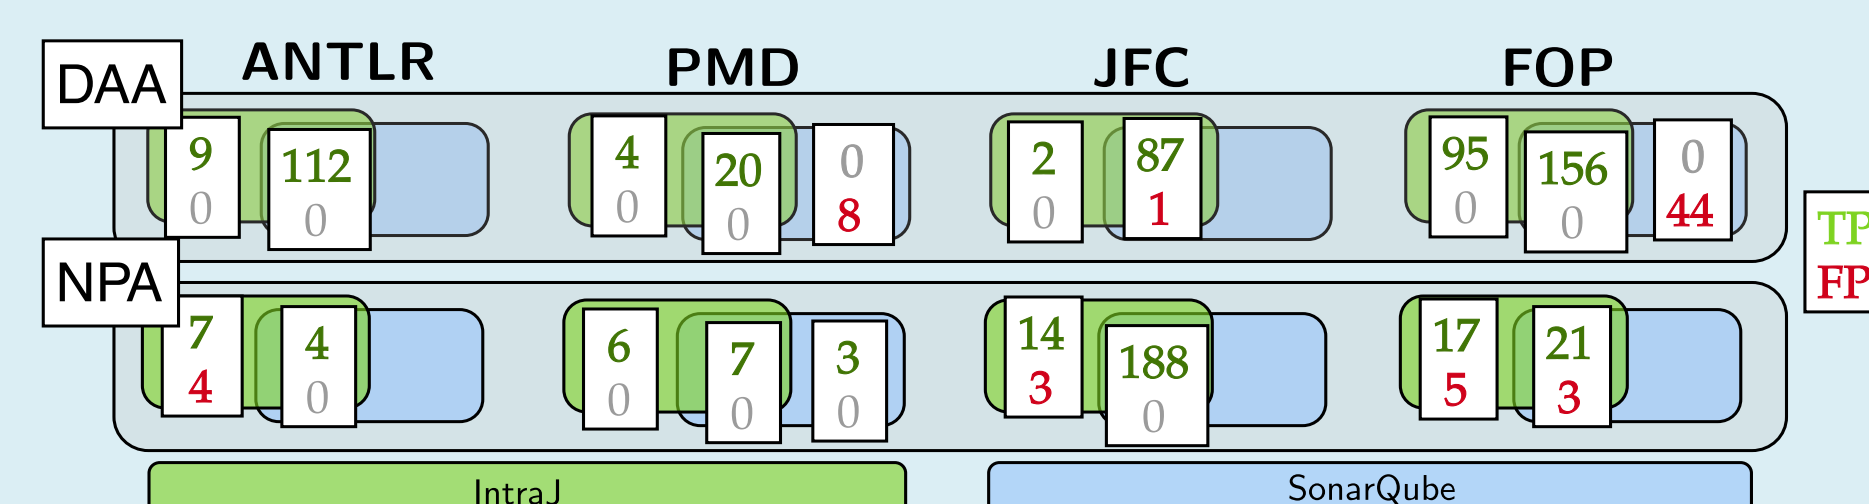 ANTLR PMD JFC FOP
DAA
9 112 4 20 0 2 87 95 156 0
0 0 0 0 8 0 1 0 0 44
TP
FP
NPA
7 4 6 7 3 14 188 17 21
4 0 0 0 0 3 0 5 3
IntraJ SonarQube